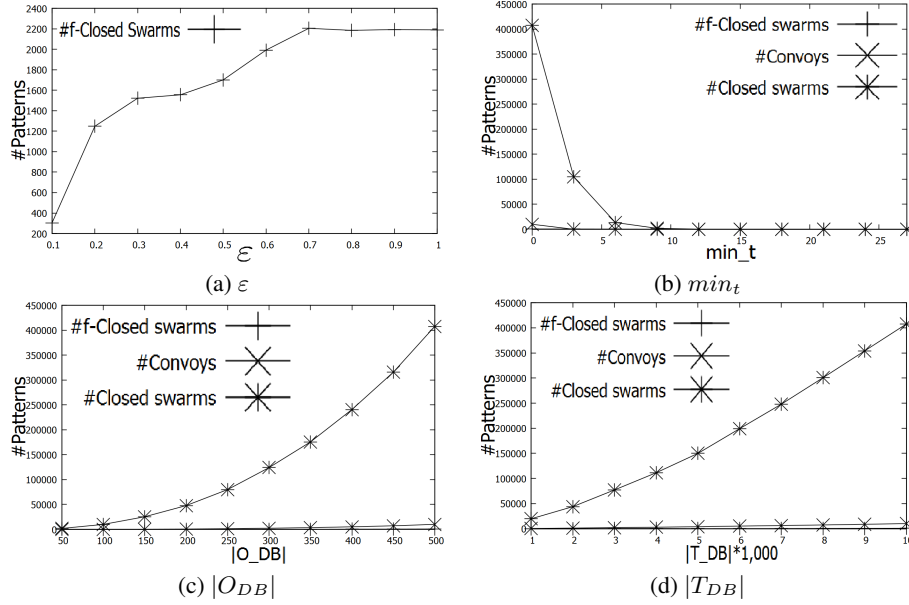 #f-Closed Swarms
#Patterns
2400
2200
2000
1800
1600
1400
1200
1000
800
600
400
200
0.1 0.2 0.3 0.4 0.5 0.6 0.7 0.8 0.9 1
ε
(a) ε
#f-Closed swarms
#Convoys
#Closed swarms
#Patterns
450000
400000
350000
300000
250000
200000
150000
100000
50000
0
0 5 10 15 20 25
min_t
(b) min_t
#f-Closed swarms
#Convoys
#Closed swarms
#Patterns
450000
400000
350000
300000
250000
200000
150000
100000
50000
0
50 100 150 200 250 300 350 400 450 500
|O_DB|
(c) |O_DB|
#f-Closed swarms
#Convoys
#Closed swarms
#Patterns
450000
400000
350000
300000
250000
200000
150000
100000
50000
0
1 2 3 4 5 6 7 8 9 10
|T_DB|*1,000
(d) |T_DB|